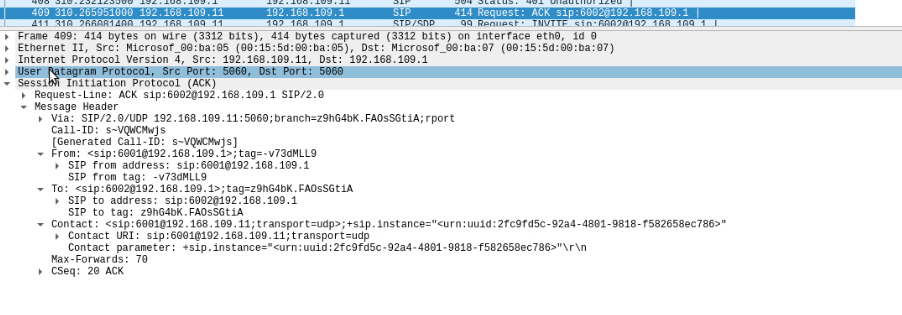 408 310.232123500 192.168.109.1 192.168.109.11 SIP 504 Status: 401 Unauthorized |
409 310.265951000 192.168.109.11 192.168.109.1 SIP 414 Request: ACK sip:6002@192.168.109.1 |
411 310.266081400 192.168.109.11 192.168.109.1 SIP/SDP 99 Request: INVITE sip:6002@192.168.109.1 |
Frame 409: 414 bytes on wire (3312 bits), 414 bytes captured (3312 bits) on interface eth0, id 0
Ethernet II, Src: Microsof_00:ba:05 (00:15:5d:00:ba:05), Dst: Microsof_00:ba:07 (00:15:5d:00:ba:07)
Internet Protocol Version 4, Src: 192.168.109.11, Dst: 192.168.109.1
User Datagram Protocol, Src Port: 5060, Dst Port: 5060
Session Initiation Protocol (ACK)
Request-Line: ACK sip:6002@192.168.109.1 SIP/2.0
Message Header
Via: SIP/2.0/UDP 192.168.109.11:5060;branch=z9hG4bK.FAOsSGtiA;rport
Call-ID: s~VQWCMwjs
[Generated Call-ID: s~VQWCMwjs]
From: <sip:6001@192.168.109.1>;tag=-v73dMLL9
SIP from address: sip:6001@192.168.109.1
SIP from tag: -v73dMLL9
To: <sip:6002@192.168.109.1>;tag=z9hG4bK.FAOsSGtiA
SIP to address: sip:6002@192.168.109.1
SIP to tag: z9hG4bK.FAOsSGtiA
Contact: <sip:6001@192.168.109.11;transport=udp>;+sip.instance="<urn:uuid:2fc9fd5c-92a4-4801-9818-f582658ec786>"
Contact URI: sip:6001@192.168.109.11;transport=udp
Contact parameter: +sip.instance="<urn:uuid:2fc9fd5c-92a4-4801-9818-f582658ec786>"\r\n
Max-Forwards: 70
CSeq: 20 ACK